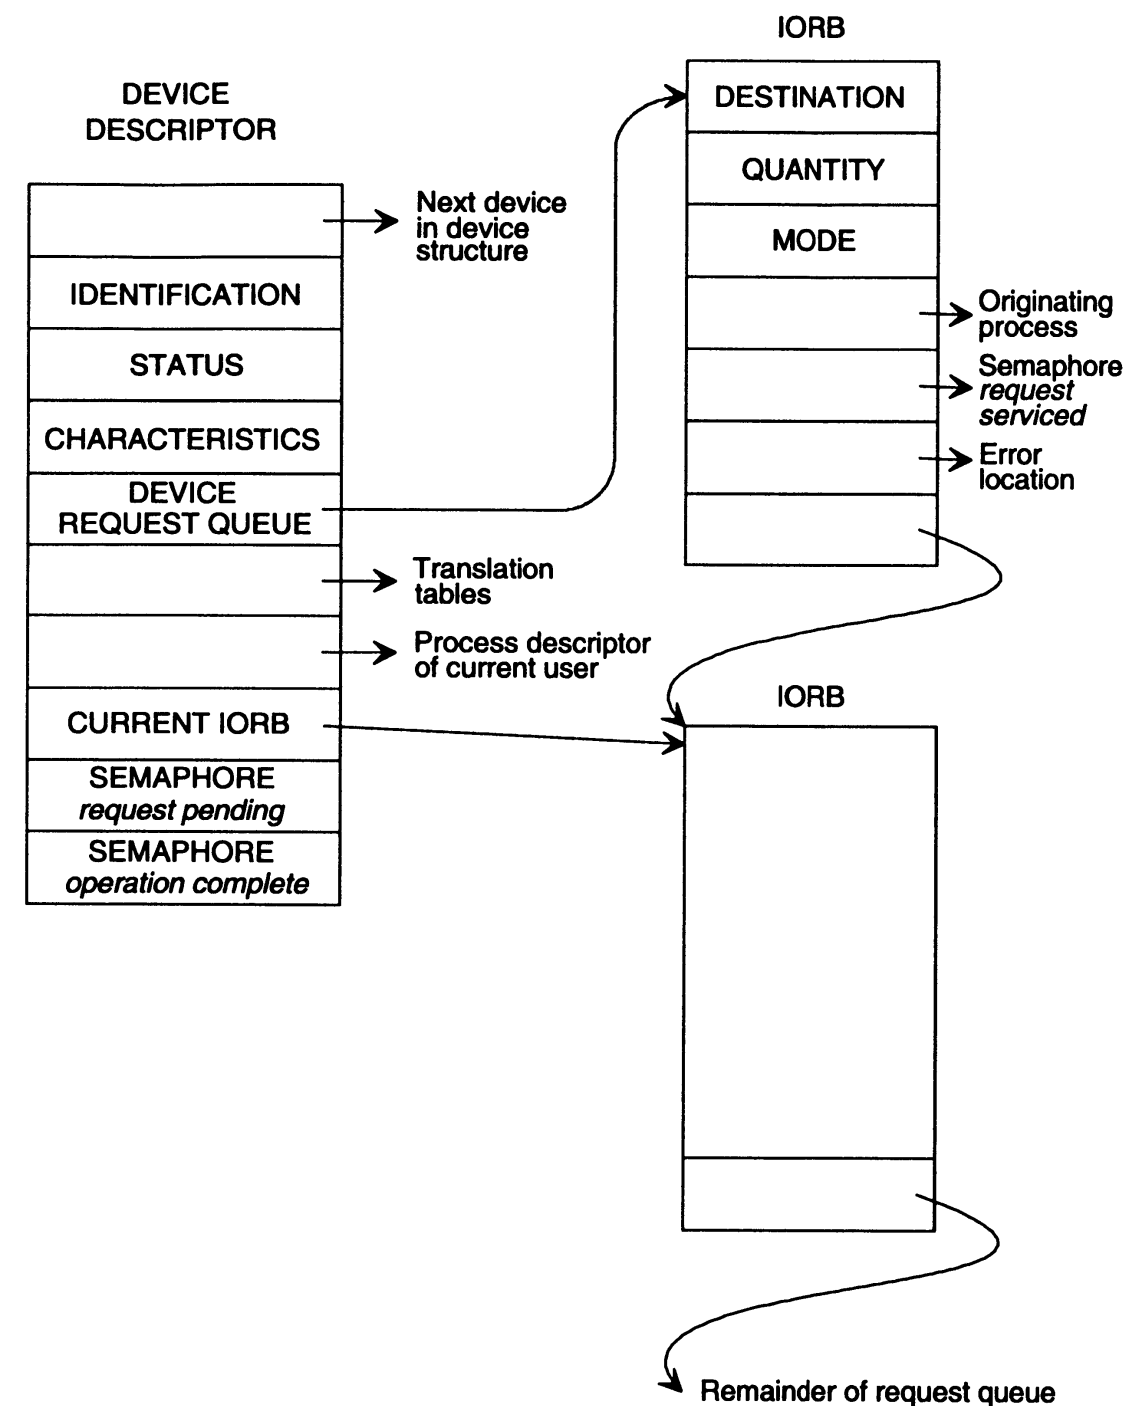 IORB
DEVICE
DESCRIPTOR
DESTINATION
QUANTITY
MODE
Next device
in device
structure
IDENTIFICATION
STATUS
CHARACTERISTICS
DEVICE
REQUEST QUEUE
Originating
process
Semaphore
request
serviced
Error
location
Translation
tables
Process descriptor
of current user
CURRENT IORB
SEMAPHORE
request pending
SEMAPHORE
operation complete
IORB
Remainder of request queue